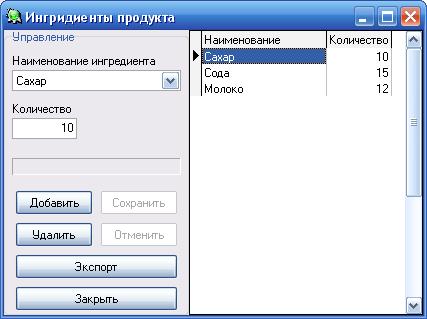 Ингридиенты продукта
Управление
Наименование ингредиента
Сахар
Количество
10
Добавить Сохранить
Удалить Отменить
Экспорт
Закрыть
Наименование Количество
Сахар 10
Сода 15
Молоко 12